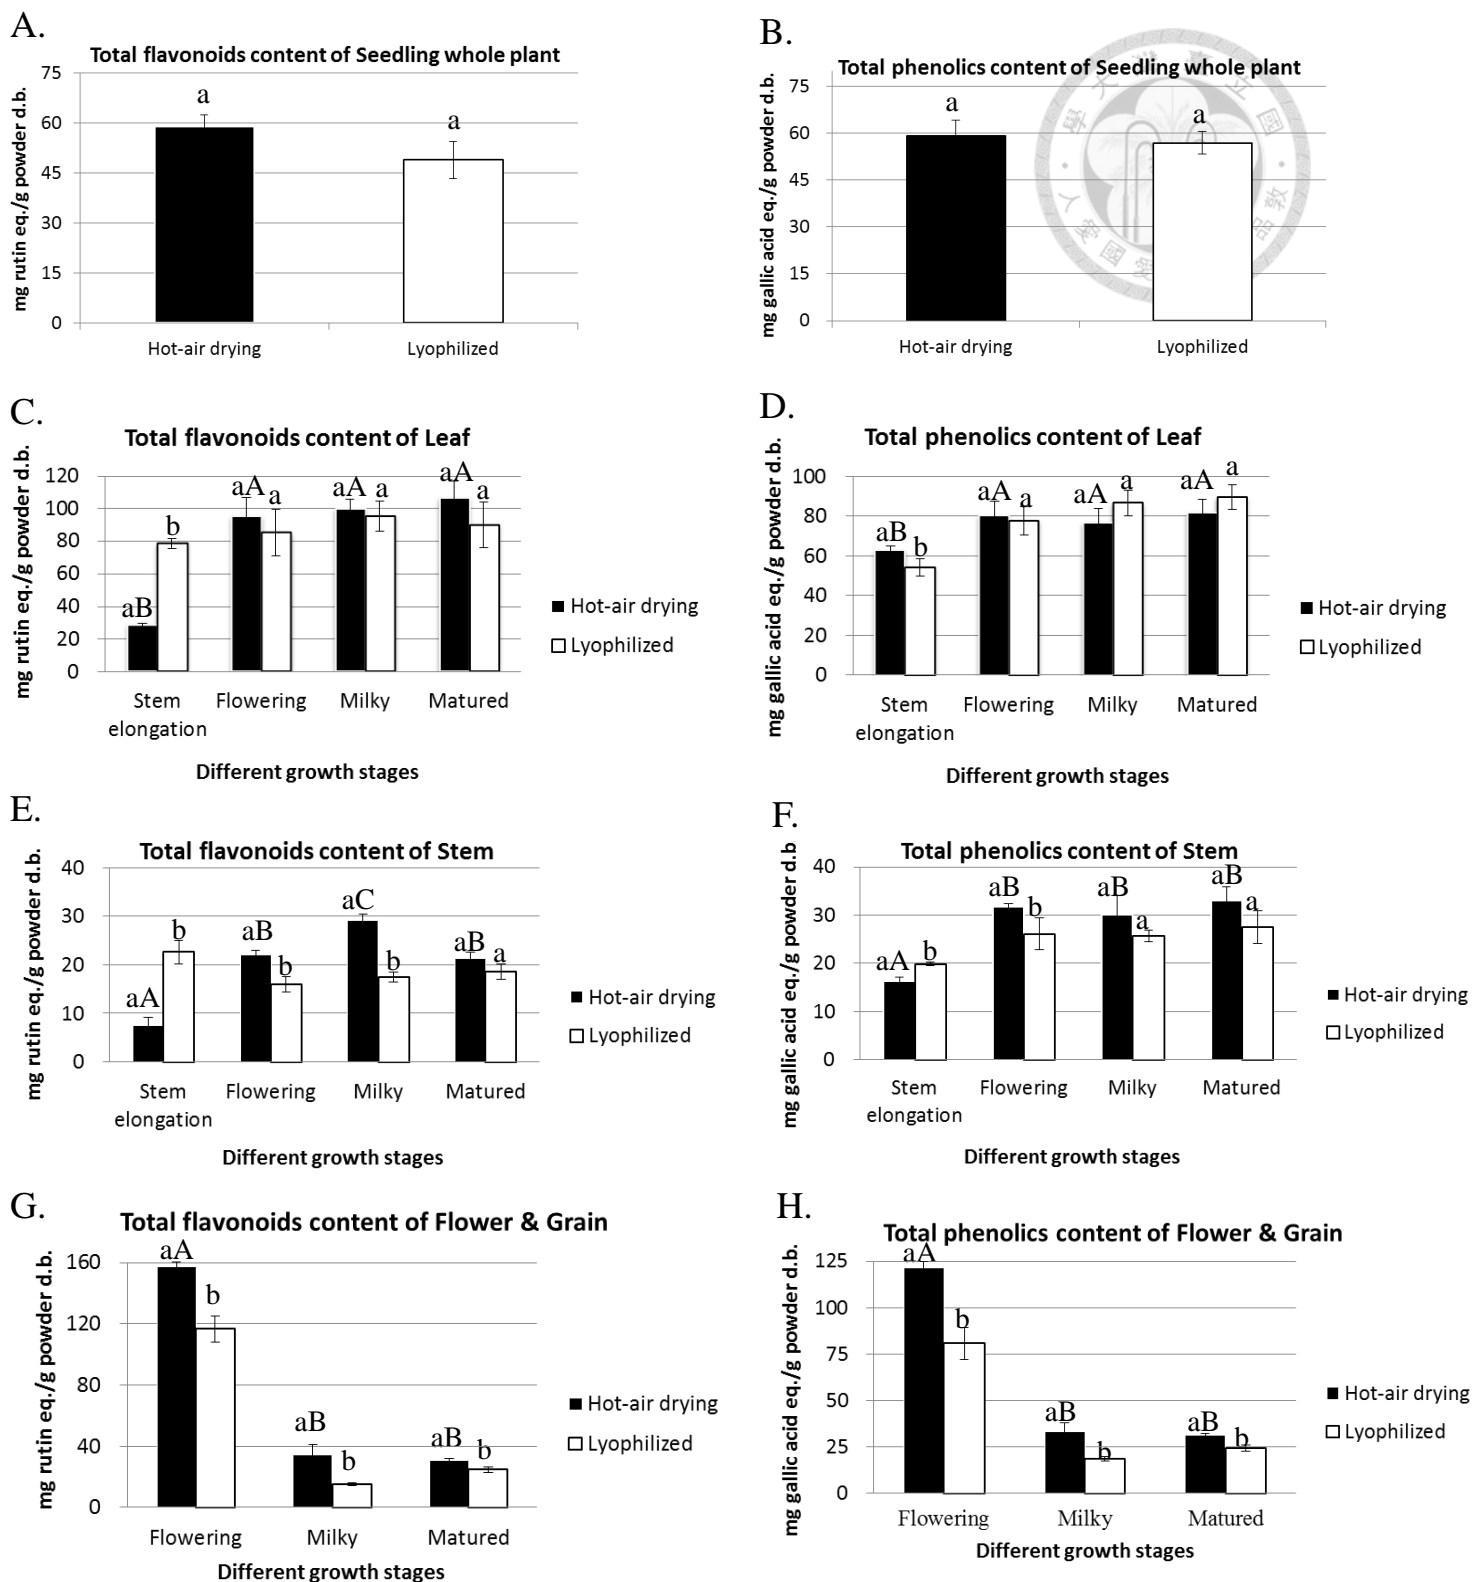 A.
Total flavonoids content of Seedling whole plant
mg rutin eq./g powder d.b.
75
60
45
30
15
0
a
a
Hot-air drying
Lyophilized
B.
Total phenolics content of Seedling whole plant
mg gallic acid eq./g powder d.b.
75
60
45
30
15
0
a
a
Hot-air drying
Lyophilized
C.
Total flavonoids content of Leaf
mg rutin eq./g powder d.b.
120
100
80
60
40
20
0
aB
b
aA
a
aA
a
aA
a
Stem elongation
Flowering
Milky
Matured
Different growth stages
Hot-air drying
Lyophilized
D.
Total phenolics content of Leaf
mg gallic acid eq./g powder d.b.
100
80
60
40
20
0
aB
b
aA
a
aA
a
aA
a
Stem elongation
Flowering
Milky
Matured
Different growth stages
Hot-air drying
Lyophilized
E.
Total flavonoids content of Stem
mg rutin eq./g powder d.b.
40
30
20
10
0
aA
b
aB
b
aC
b
aB
a
Stem elongation
Flowering
Milky
Matured
Different growth stages
Hot-air drying
Lyophilized
F.
Total phenolics content of Stem
mg gallic acid eq./g powder d.b
40
30
20
10
0
aA
b
aB
b
aB
a
aB
a
Stem elongation
Flowering
Milky
Matured
Different growth stages
Hot-air drying
Lyophilized
G.
Total flavonoids content of Flower & Grain
mg rutin eq./g powder d.b.
160
120
80
40
0
aA
b
aB
b
aB
b
Flowering
Milky
Matured
Different growth stages
Hot-air drying
Lyophilized
H.
Total phenolics content of Flower & Grain
mg gallic acid eq./g powder d.b.
125
100
75
50
25
0
aA
b
aB
b
aB
b
Flowering
Milky
Matured
Different growth stages
Hot-air drying
Lyophilized